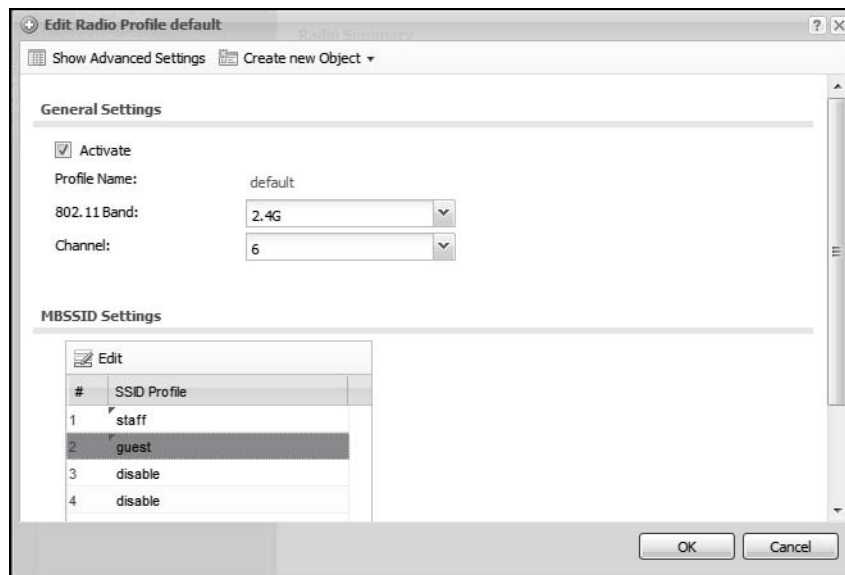 Edit Radio Profile default
Radio Summary
Show Advanced Settings Create new Object
General Settings
Activate
Profile Name: default
802.11 Band: 2.4G
Channel: 6
MBSSID Settings
Edit
# SSID Profile
1 staff
2 guest
3 disable
4 disable
OK Cancel